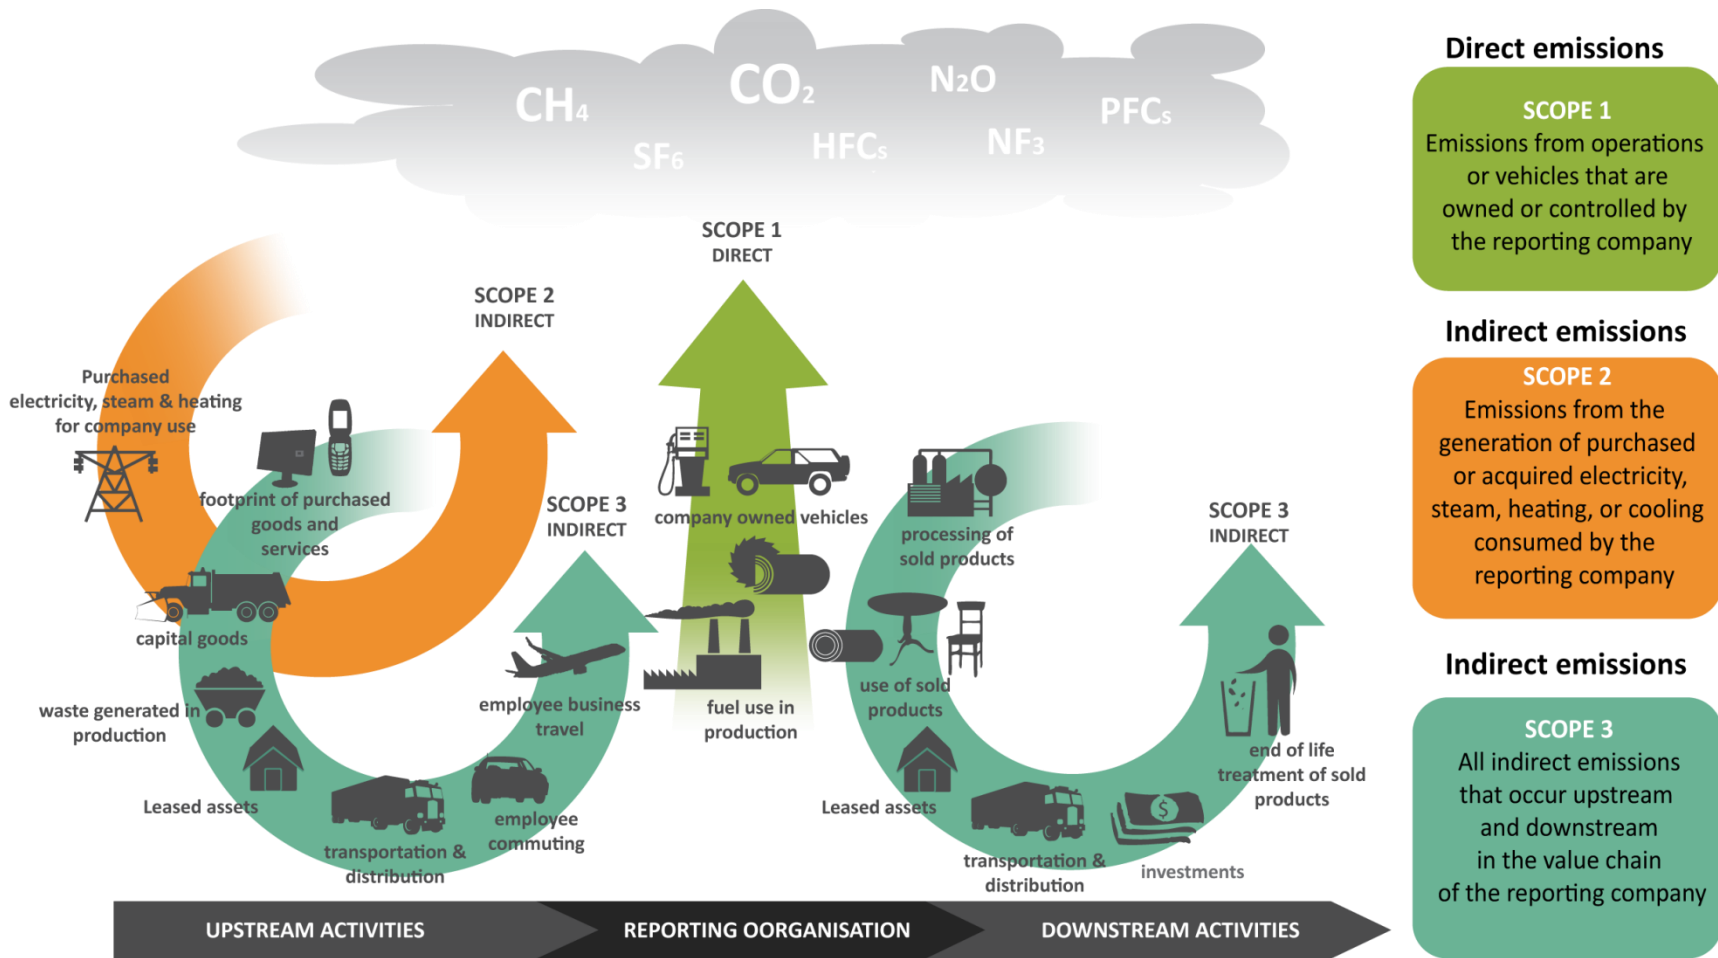 CH₄
CO₂
N₂O
PFCs
SF₆
HFCs
NF₃
SCOPE 1
DIRECT
SCOPE 2
INDIRECT
Purchased
electricity, steam & heating
for company use
footprint of purchased
goods and
services
SCOPE 3
INDIRECT
capital goods
waste generated in
production
Leased assets
transportation &
distribution
employee
commuting
employee business
travel
company owned vehicles
fuel use in
production
processing of
sold products
SCOPE 3
INDIRECT
use of sold
products
Leased assets
transportation &
distribution
$
investments
end of life
treatment of sold
products
UPSTREAM ACTIVITIES
REPORTING OORGANISATION
DOWNSTREAM ACTIVITIES
Direct emissions
SCOPE 1
Emissions from operations
or vehicles that are
owned or controlled by
the reporting company
Indirect emissions
SCOPE 2
Emissions from the
generation of purchased
or acquired electricity,
steam, heating, or cooling
consumed by the
reporting company
Indirect emissions
SCOPE 3
All indirect emissions
that occur upstream
and downstream
in the value chain
of the reporting company